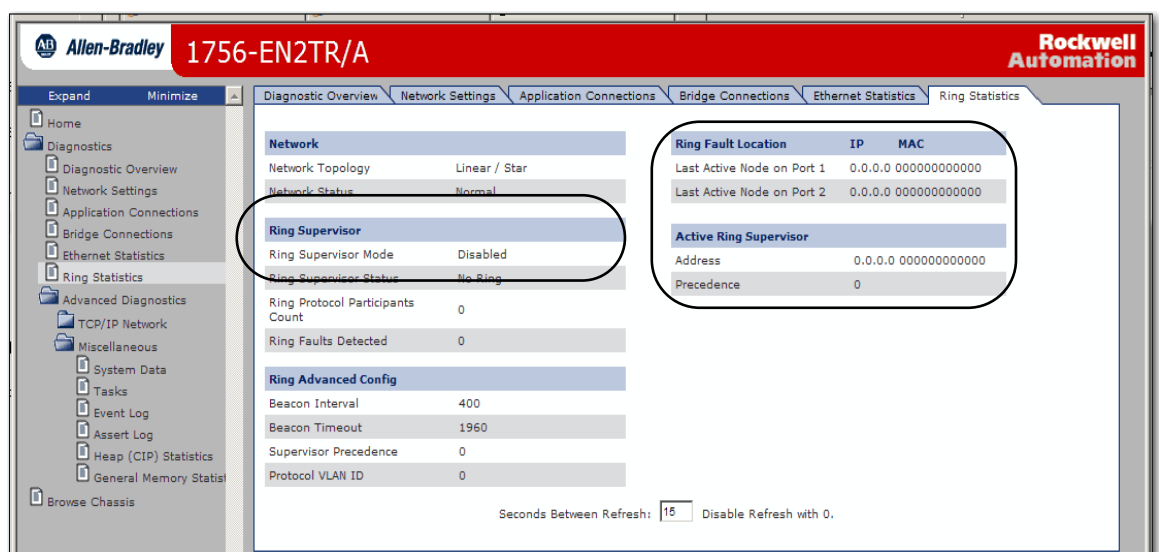 AB Allen-Bradley
1756-EN2TR/A
Rockwell
Automation
Expand Minimize
Home
Diagnostics
Diagnostic Overview
Network Settings
Application Connections
Bridge Connections
Ethernet Statistics
Ring Statistics
Advanced Diagnostics
TCP/IP Network
Miscellaneous
System Data
Tasks
Event Log
Assert Log
Heap (CIP) Statistics
General Memory Statist
Browse Chassis
Diagnostic Overview Network Settings Application Connections Bridge Connections Ethernet Statistics Ring Statistics
Network
Network Topology Linear / Star
Network Status Normal
Ring Supervisor
Ring Supervisor Mode Disabled
Ring Supervisor Status No Ring
Ring Protocol Participants
Count 0
Ring Faults Detected 0
Ring Advanced Config
Beacon Interval 400
Beacon Timeout 1960
Supervisor Precedence 0
Protocol VLAN ID 0
Ring Fault Location IP MAC
Last Active Node on Port 1 0.0.0.0 000000000000
Last Active Node on Port 2 0.0.0.0 000000000000
Active Ring Supervisor
Address 0.0.0.0 000000000000
Precedence 0
Seconds Between Refresh: 15 Disable Refresh with 0.